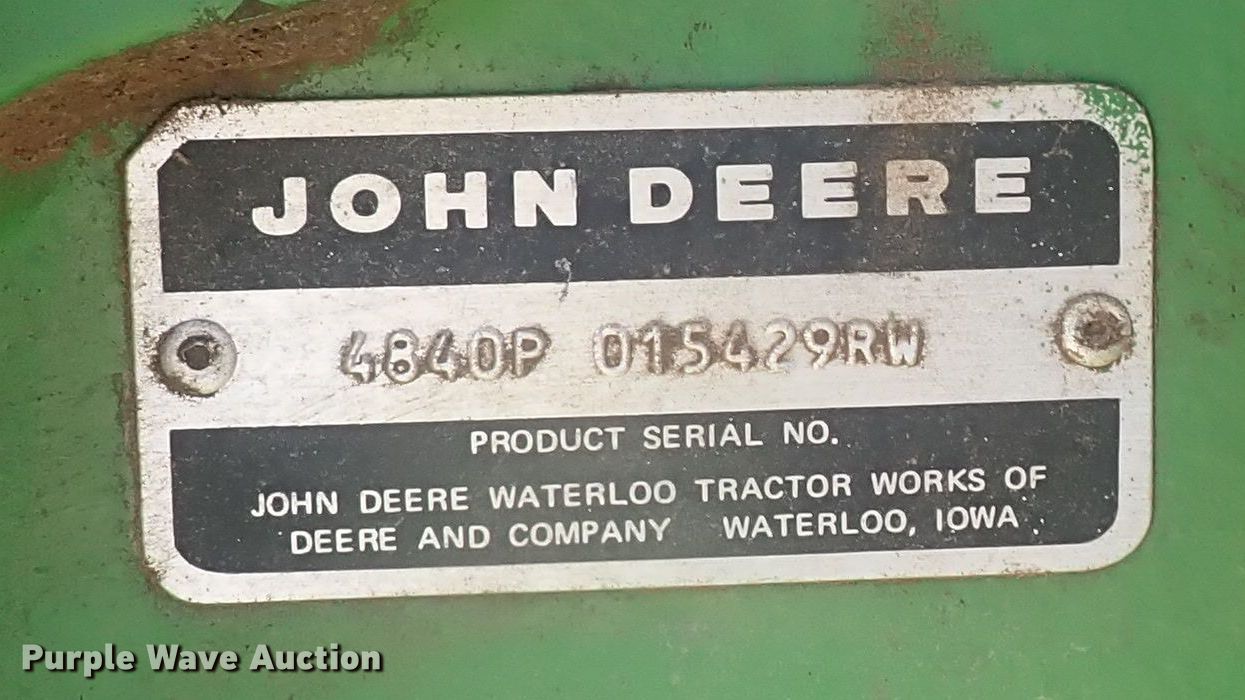 JOHN DEERE
4840P 015429RW
PRODUCT SERIAL NO.
JOHN DEERE WATERLOO TRACTOR WORKS OF
DEERE AND COMPANY WATERLOO, IOWA
Purple Wave Auction